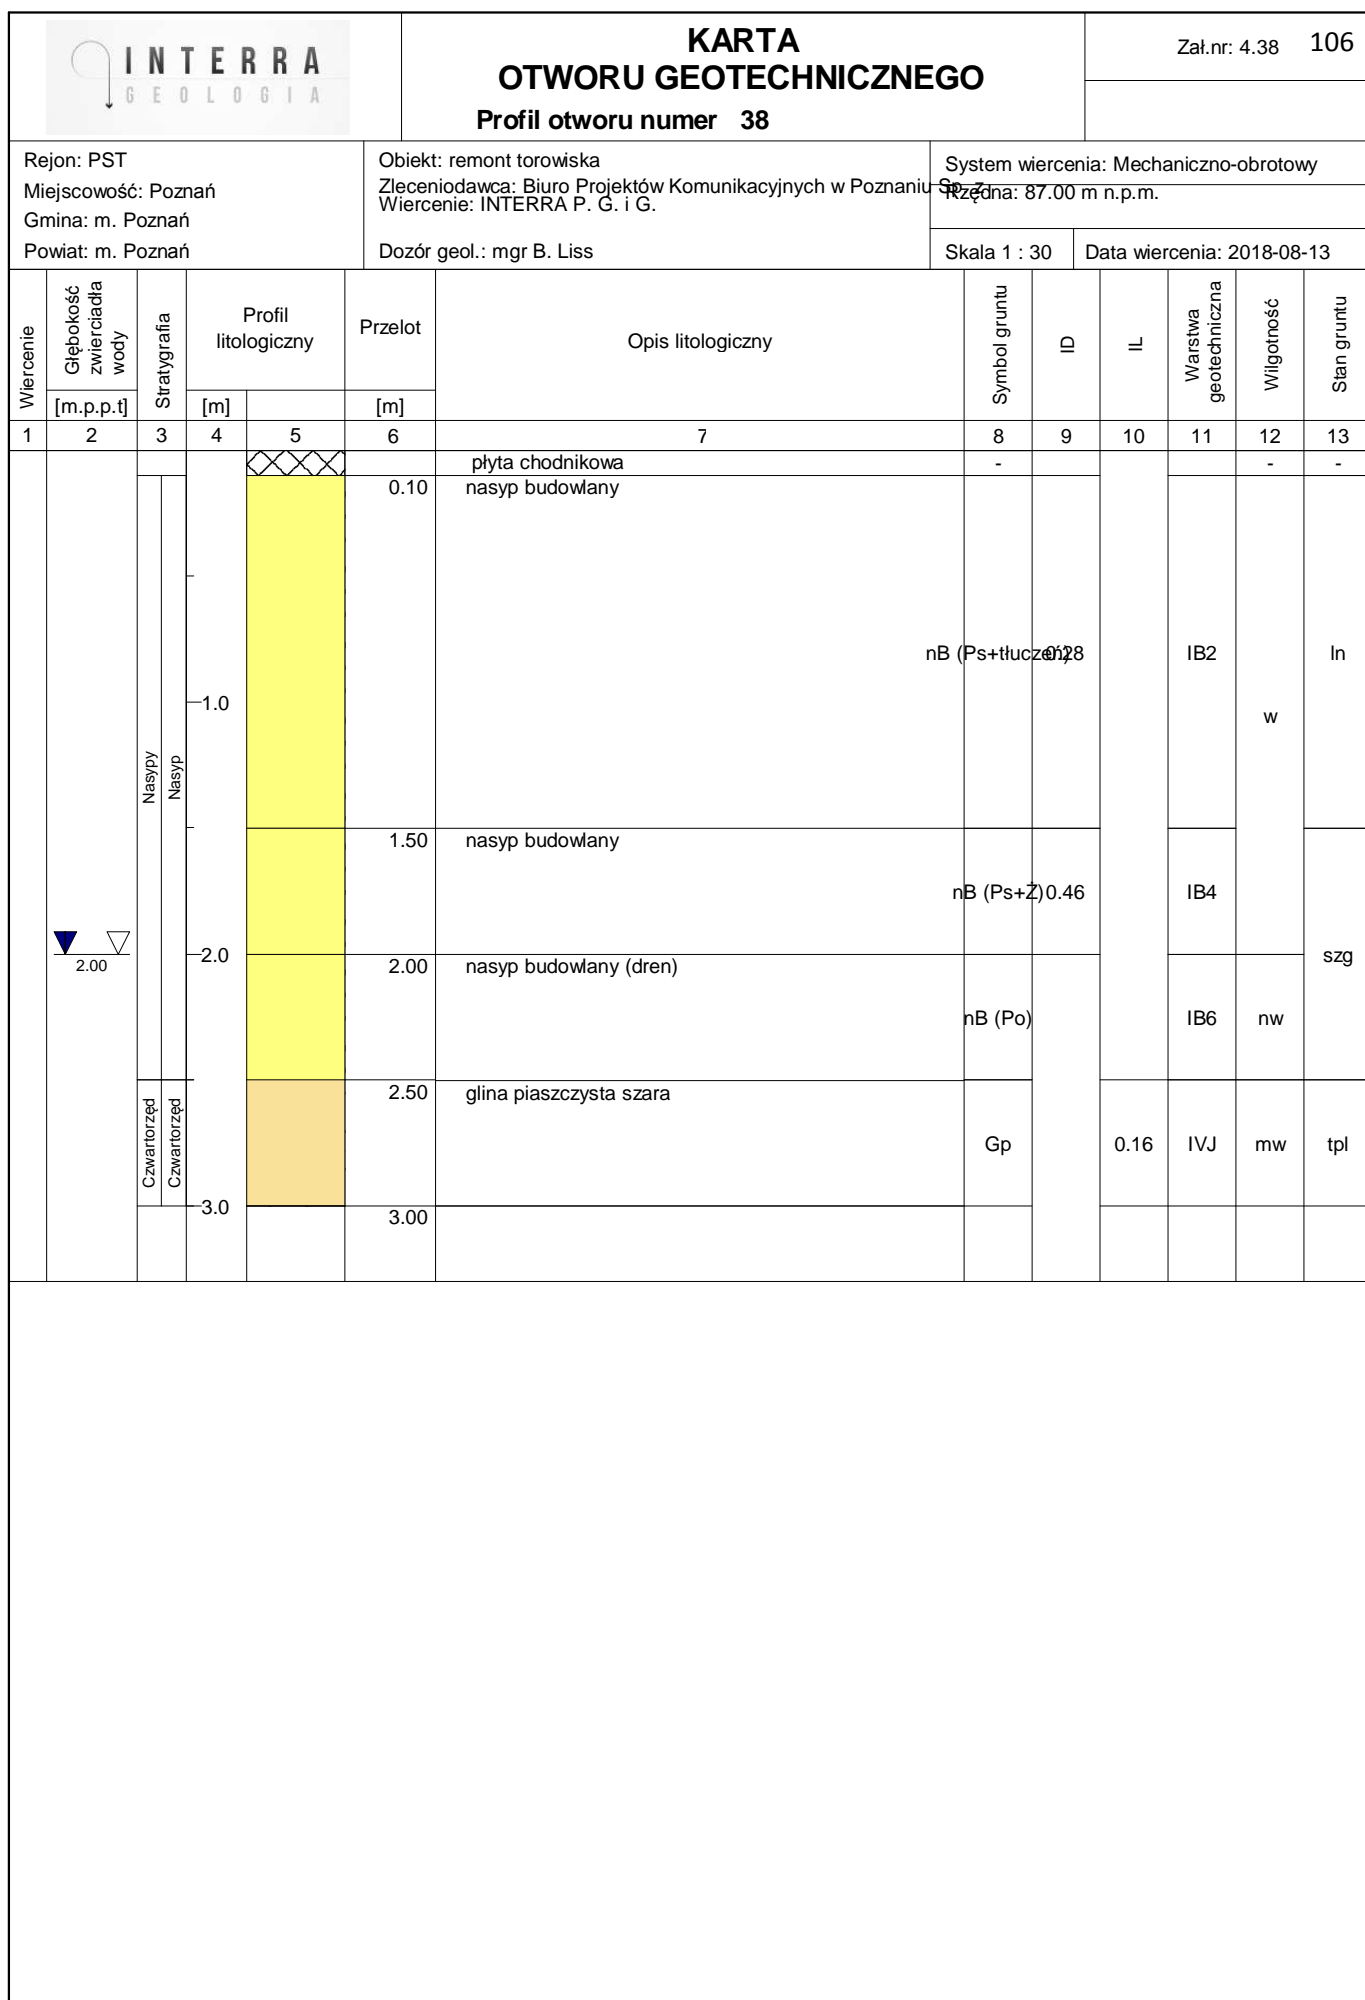 INTERRA
GEOLOGIA
KARTA
OTWORU GEOTECHNICZNEGO
Profil otworu numer 38
Zał.nr: 4.38 106
Rejon: PST
Miejscowość: Poznań
Gmina: m. Poznań
Powiat: m. Poznań
Obiekt: remont torowiska
Zleceniodawca: Biuro Projektów Komunikacyjnych w Poznaniu Sp. z
Wiercenie: INTERRA P. G. i G.
Dozór geol.: mgr B. Liss
System wiercenia: Mechaniczno-obrotowy
Rzędna: 87.00 m n.p.m.
Skala 1 : 30
Data wiercenia: 2018-08-13
Wiercenie
Głębokość
zwierciadła
wody
[m.p.p.t]
Stratygrafia
Profil
litologiczny
[m]
Przelot
[m]
Opis litologiczny
Symbol gruntu
ID
IL
Warstwa
geotechniczna
Wilgotność
Stan gruntu
1 2 3 4 5 6 7 8 9 10 11 12 13
płyta chodnikowa - - -
0.10 nasyp budowlany
nB (Ps+tłuczeń) 0.28 IB2 ln
1.0
w
Nasypy
Nasyp
1.50 nasyp budowlany
nB (Ps+Ż) 0.46 IB4
2.00
2.0
szg
2.00 nasyp budowlany (dren)
nB (Po) IB6 nw
2.50 glina piaszczysta szara
Czwartorzęd
Czwartorzęd
Gp 0.16 IVJ mw tpl
3.0
3.00